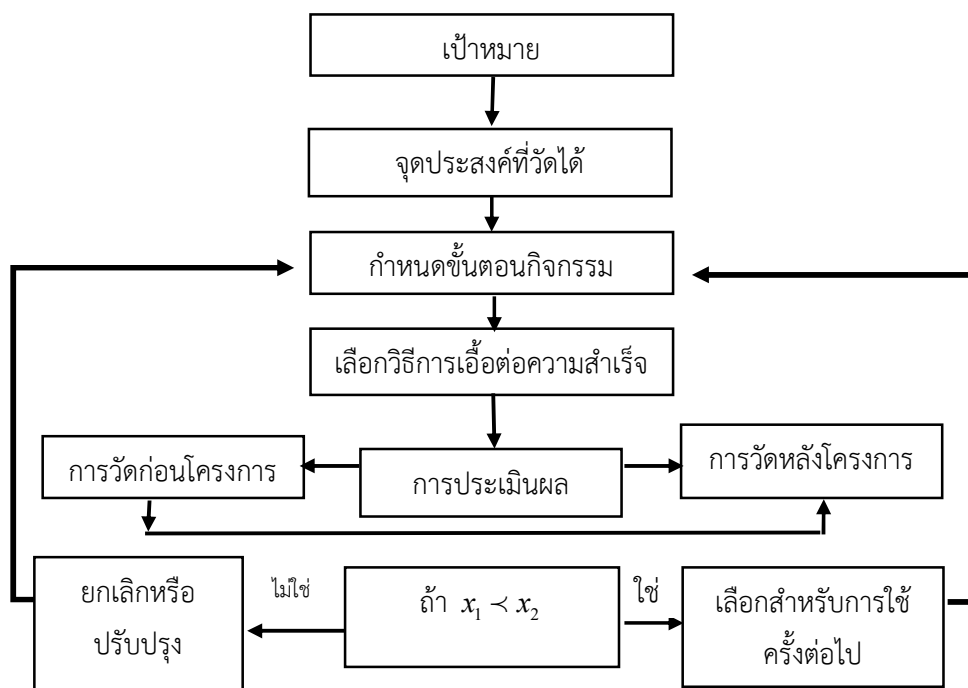 เป้าหมาย
จุดประสงค์ที่วัดได้
กำหนดขั้นตอนกิจกรรม
เลือกวิธีการเอื้อต่อความสำเร็จ
การวัดก่อนโครงการ
การประเมินผล
การวัดหลังโครงการ
ยกเลิกหรือ
ปรับปรุง
ไม่ใช่
ถ้า x₁ ≺ x₂
ใช่
เลือกสำหรับการใช้
ครั้งต่อไป